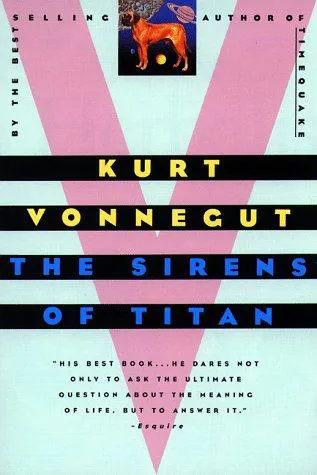 BY THE BEST
SELLING
AUTHOR OF
TIMEQUAKE
KURT
VONNEGUT
THE SIRENS
OF TITAN
"HIS BEST BOOK...HE DARES NOT
ONLY TO ASK THE ULTIMATE
QUESTION ABOUT THE MEANING
OF LIFE, BUT TO ANSWER IT."
-Esquire